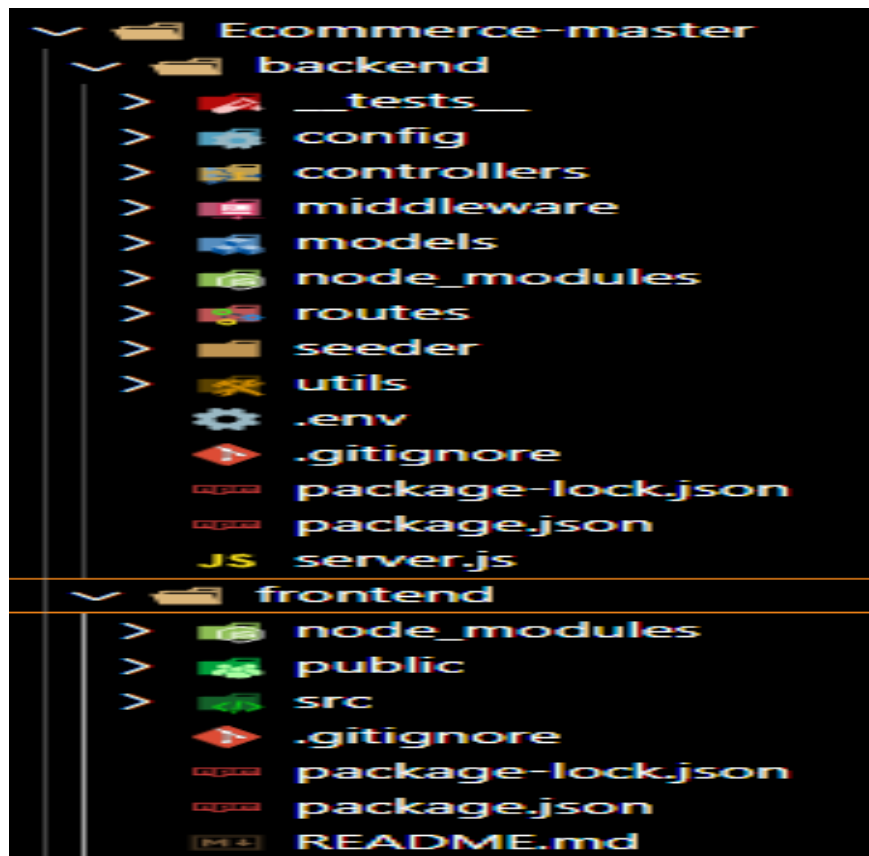 Ecommerce-master
backend
__tests__
config
controllers
middleware
models
node_modules
routes
seeder
utils
.env
.gitignore
package-lock.json
package.json
JS server.js
frontend
node_modules
public
src
.gitignore
package-lock.json
package.json
M↓ README.md